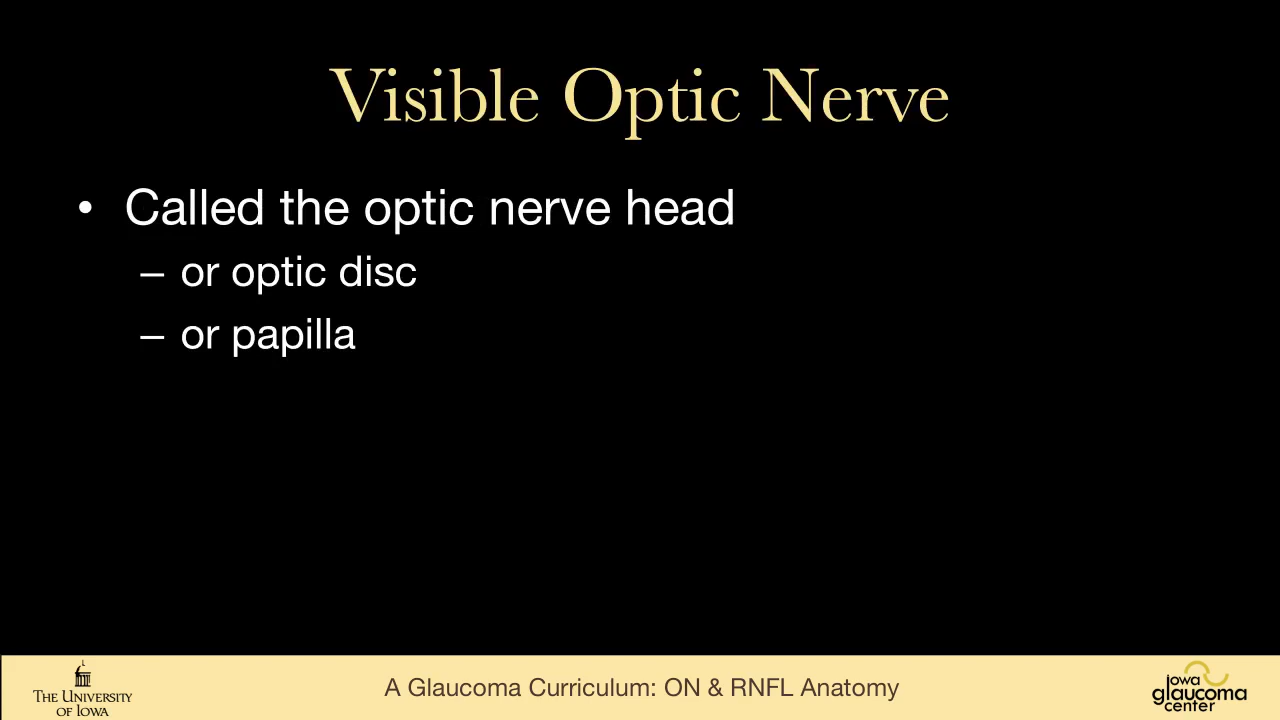 Visible Optic Nerve
• Called the optic nerve head
– or optic disc
– or papilla
THE UNIVERSITY
OF IOWA
A Glaucoma Curriculum: ON & RNFL Anatomy
Iowa
glaucoma
center